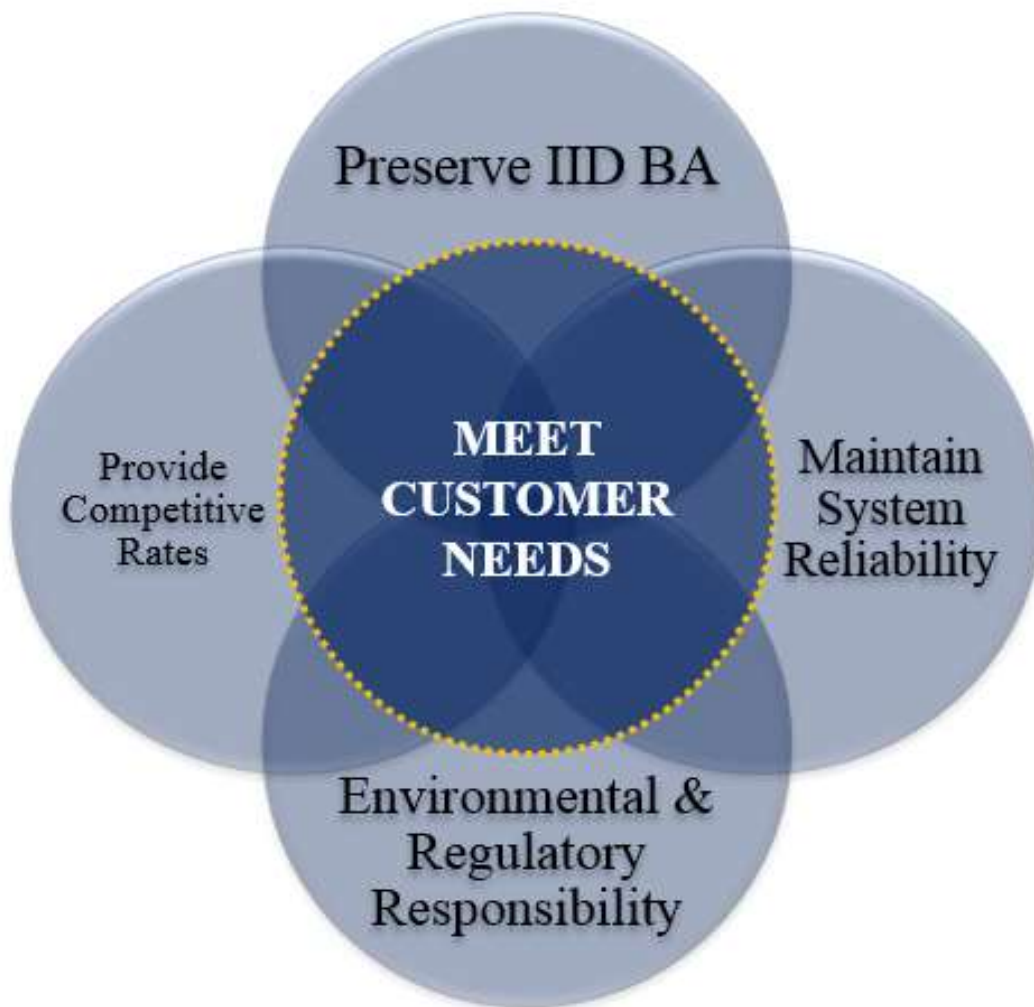 Preserve IID BA
Provide
Competitive
Rates
MEET
CUSTOMER
NEEDS
Maintain
System
Reliability
Environmental &
Regulatory
Responsibility